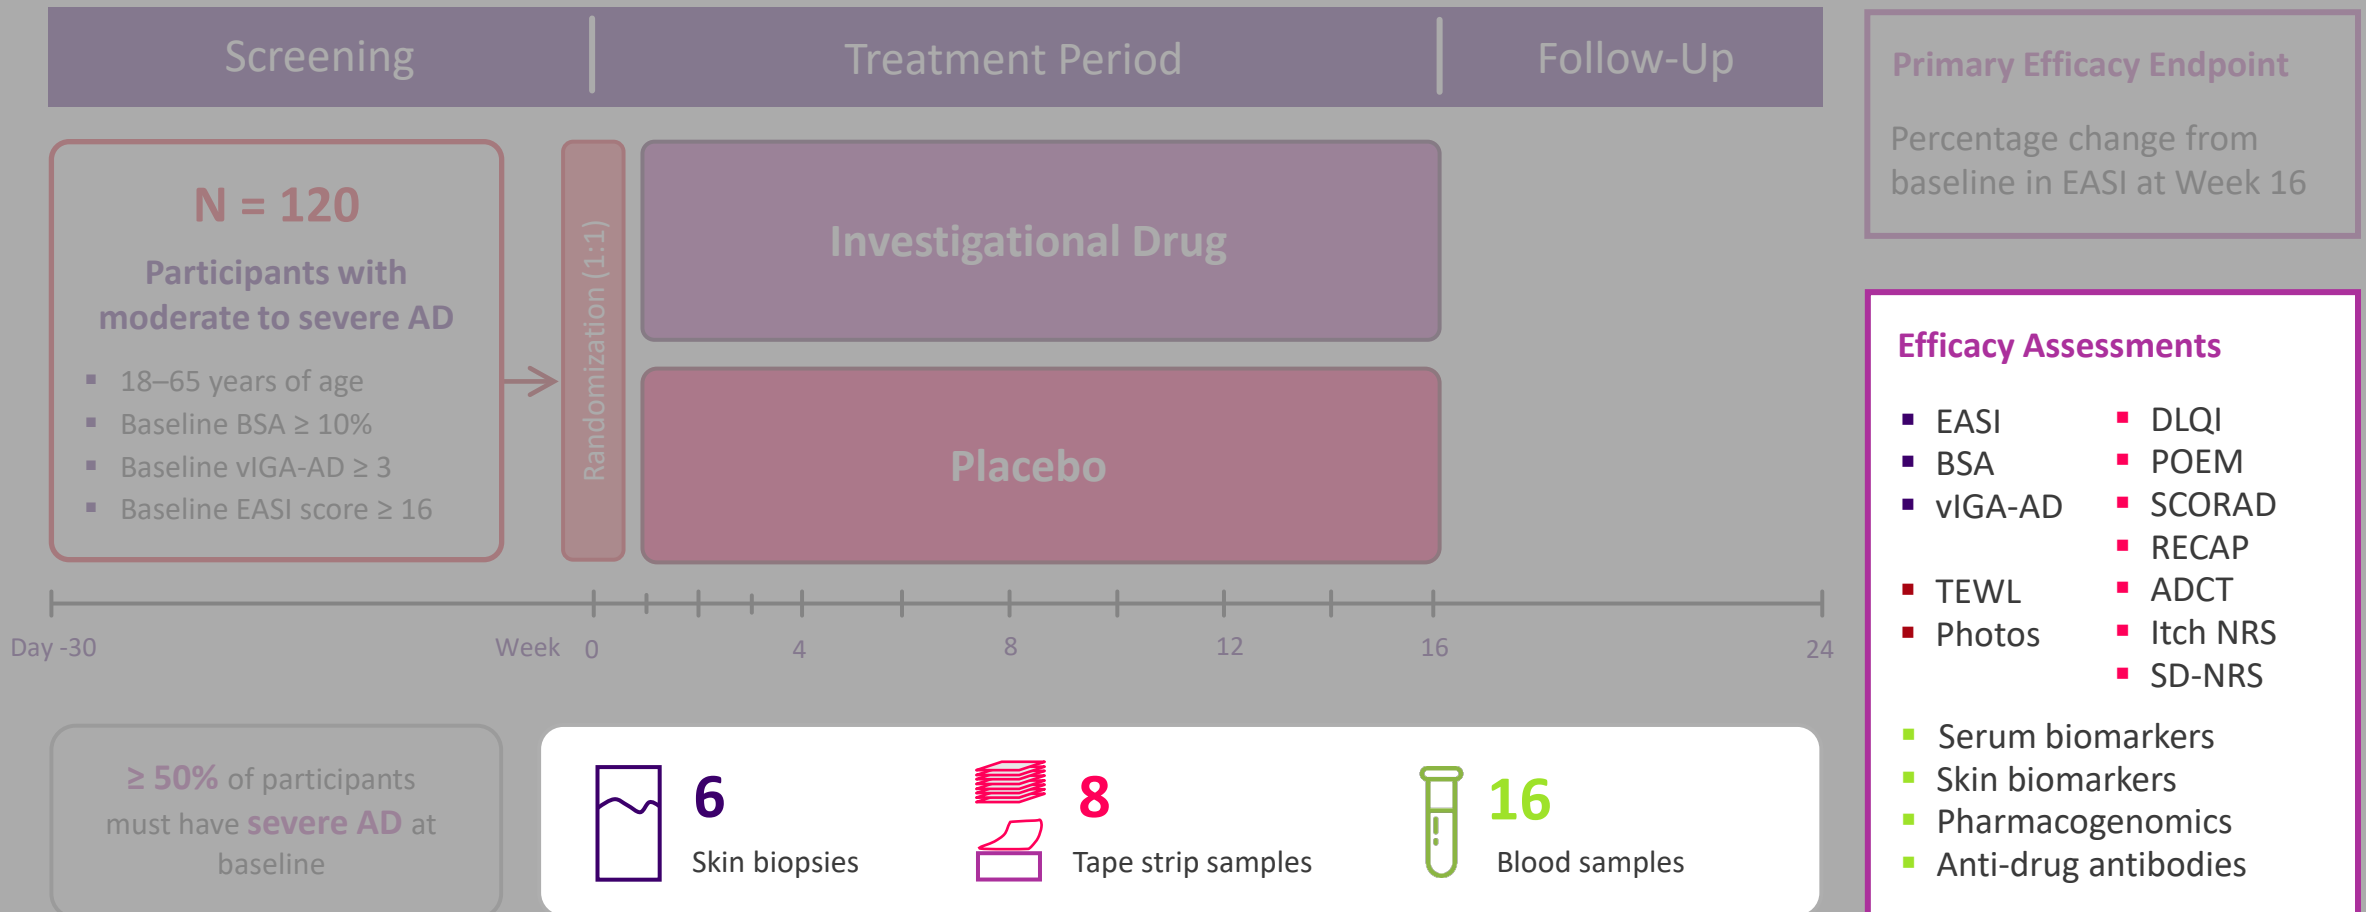 Screening
Treatment Period
Follow-Up
N = 120
Participants with
moderate to severe AD
18–65 years of age
Baseline BSA ≥ 10%
Baseline vIGA-AD ≥ 3
Baseline EASI score ≥ 16
Randomization (1:1)
Investigational Drug
Placebo
Day -30
Week
0
4
8
12
16
24
≥ 50% of participants
must have severe AD at
baseline
6
Skin biopsies
8
Tape strip samples
16
Blood samples
Primary Efficacy Endpoint
Percentage change from
baseline in EASI at Week 16
Efficacy Assessments
EASI
BSA
vIGA-AD
TEWL
Photos
DLQI
POEM
SCORAD
RECAP
ADCT
Itch NRS
SD-NRS
Serum biomarkers
Skin biomarkers
Pharmacogenomics
Anti-drug antibodies